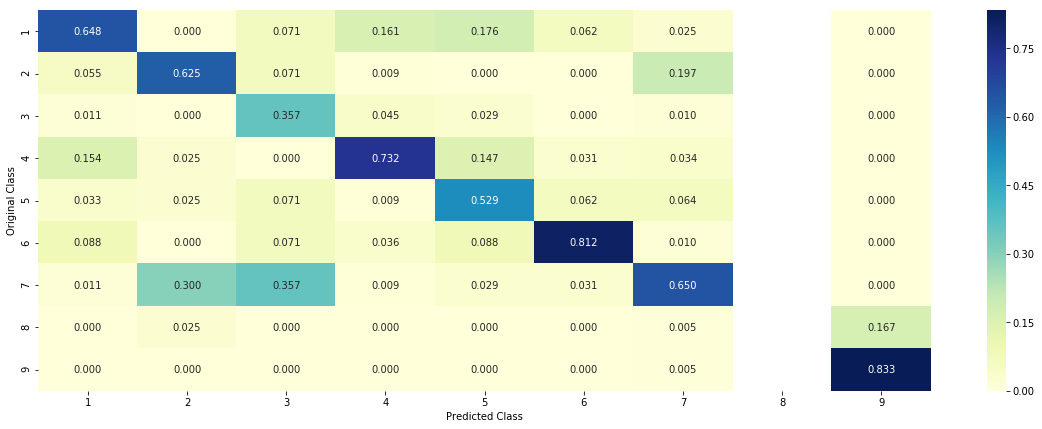 1 0.648 0.000 0.071 0.161 0.176 0.062 0.025 0.000
2 0.055 0.625 0.071 0.009 0.000 0.000 0.197 0.000
3 0.011 0.000 0.357 0.045 0.029 0.000 0.010 0.000
4 0.154 0.025 0.000 0.732 0.147 0.031 0.034 0.000
5 0.033 0.025 0.071 0.009 0.529 0.062 0.064 0.000
6 0.088 0.000 0.071 0.036 0.088 0.812 0.010 0.000
7 0.011 0.300 0.357 0.009 0.029 0.031 0.650 0.000
8 0.000 0.025 0.000 0.000 0.000 0.000 0.005 0.167
9 0.000 0.000 0.000 0.000 0.000 0.000 0.005 0.833
1 2 3 4 5 6 7 8 9
Predicted Class
Original Class
0.75
0.60
0.45
0.30
0.15
0.00